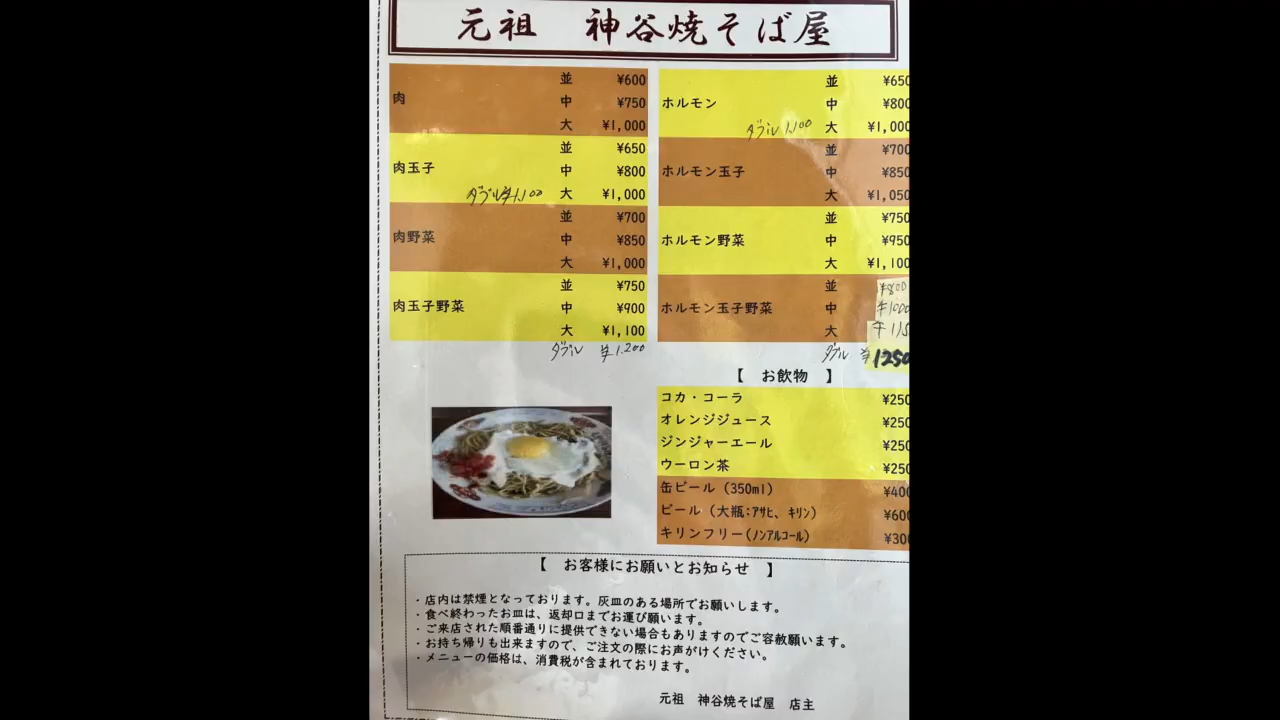 元祖　神谷焼そば屋
肉
並 ¥600
中 ¥750
大 ¥1,000
肉玉子
並 ¥650
中 ¥800
ダブル ¥1,100 大 ¥1,000
肉野菜
並 ¥700
中 ¥850
大 ¥1,000
肉玉子野菜
並 ¥750
中 ¥900
大 ¥1,100
ダブル ¥1.200
ホルモン
並 ¥650
中 ¥800
ダブル 1,100 大 ¥1,000
ホルモン玉子
並 ¥700
中 ¥850
大 ¥1,050
ホルモン野菜
並 ¥750
中 ¥950
大 ¥1,100
ホルモン玉子野菜
並 ¥800
中 ¥1000
大 ¥115
ダブル ¥1250
【　お飲物　】
コカ・コーラ ¥250
オレンジジュース ¥250
ジンジャーエール ¥250
ウーロン茶 ¥250
缶ビール（350ml） ¥400
ビール（大瓶:ｱｻﾋ、ｷﾘﾝ） ¥600
キリンフリー(ﾉﾝｱﾙｺｰﾙ) ¥300
【　お客様にお願いとお知らせ　】
・店内は禁煙となっております。灰皿のある場所でお願いします。
・食べ終わったお皿は、返却口までお運び願います。
・ご来店された順番通りに提供できない場合もありますのでご容赦願います。
・お持ち帰りも出来ますので、ご注文の際にお声がけください。
・メニューの価格は、消費税が含まれております。
元祖　神谷焼そば屋　店主